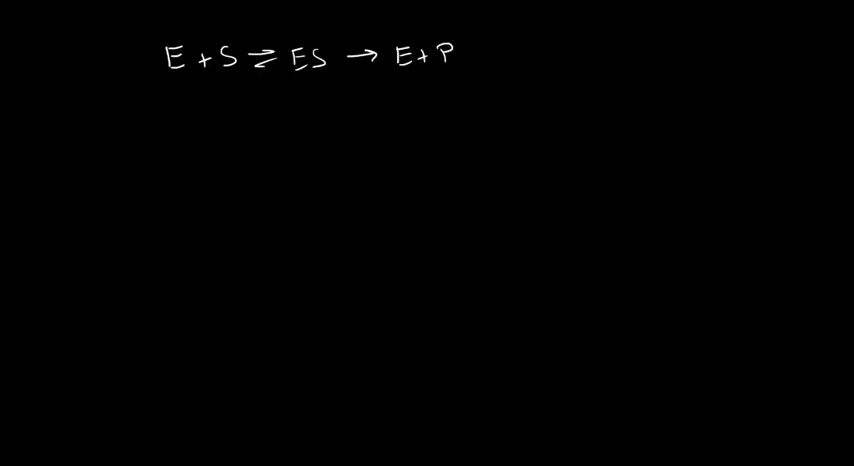 E + S ⇌ ES → E + P